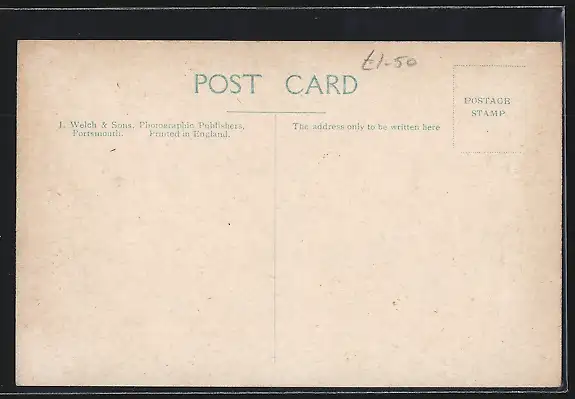 £1-50
POST CARD
J. Welch & Sons, Photographic Publishers,
Portsmouth. Printed in England.
The address only to be written here
POSTAGE
STAMP.